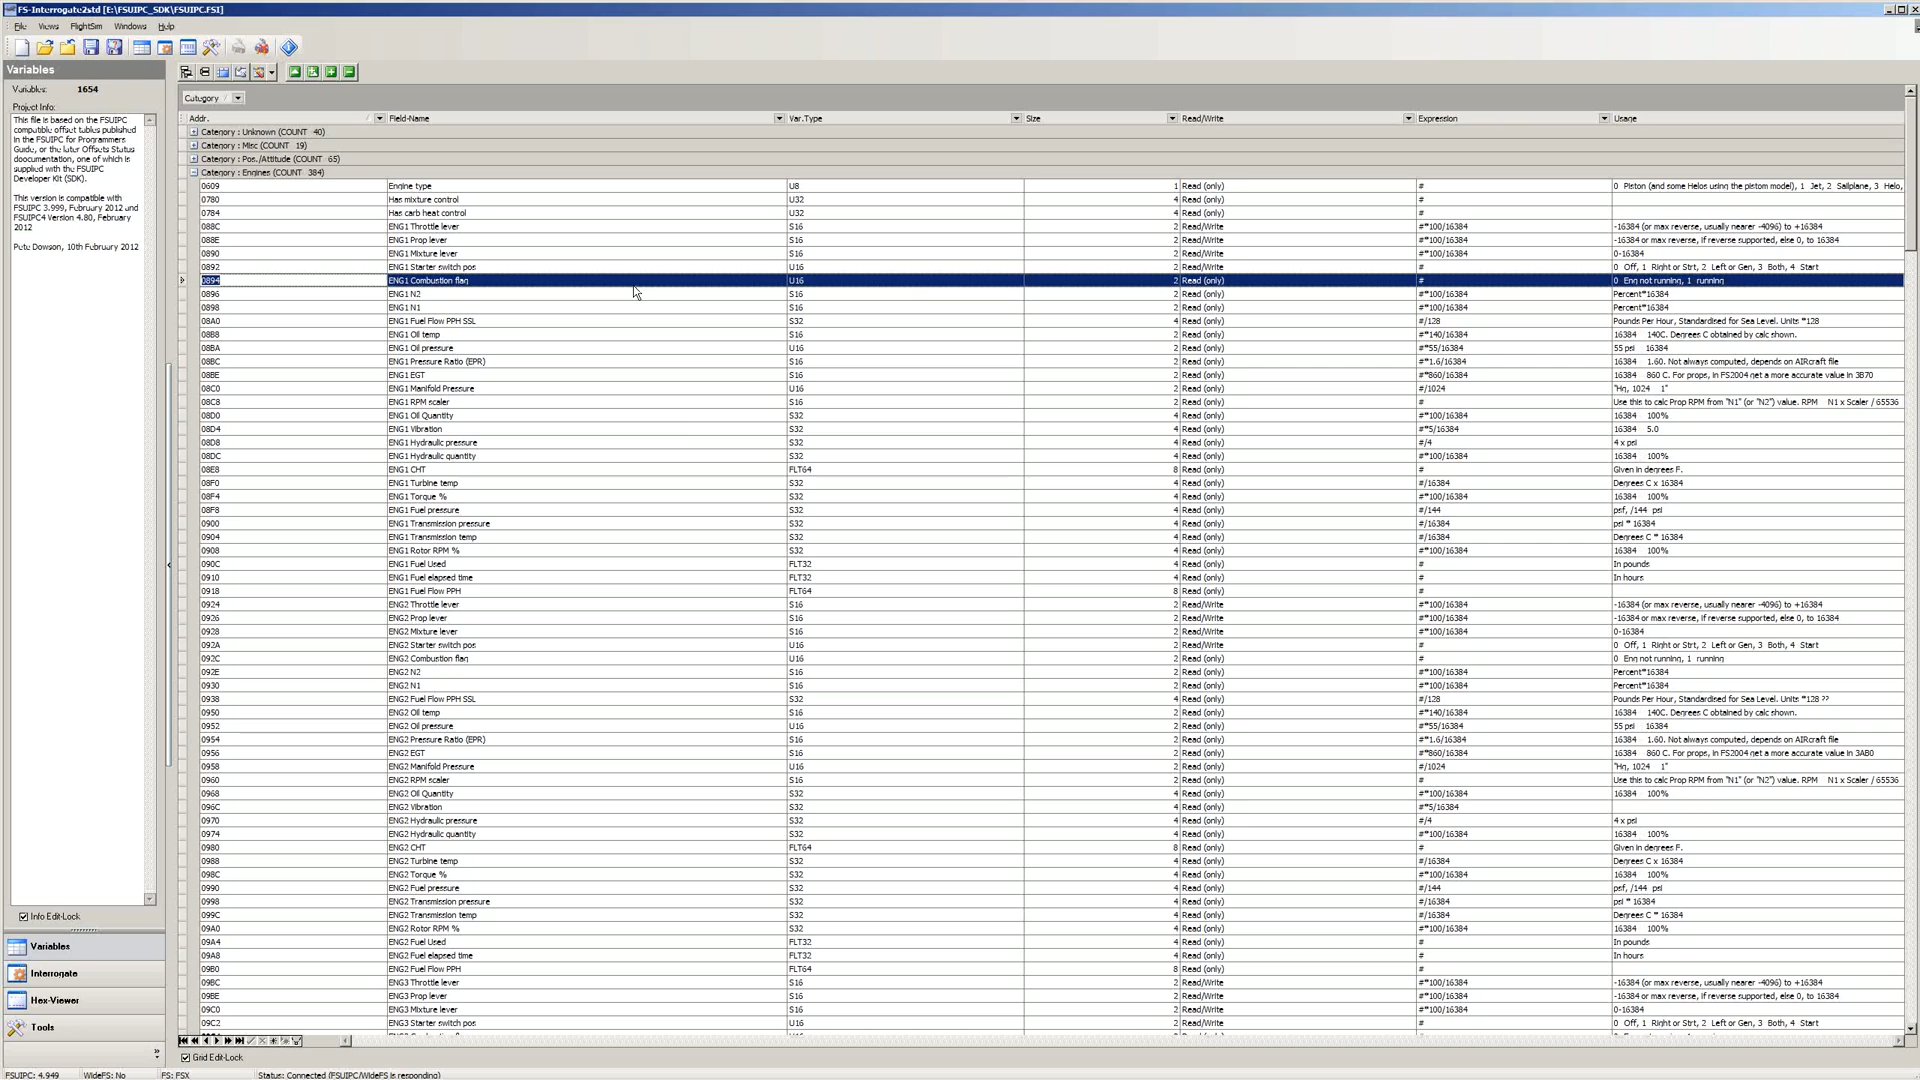 FS-Interrogate2std [E:\FSUIPC_SDK\FSUIPC.FSI]
File Views FlightSim Windows Help
Variables
Variables: 1654
Project Info:
This file is based on the FSUIPC
compatible offset tables published
in the FSUIPC for Programmers
Guide, or the later Offsets Status
doocumentation, one of which is
supplied with the FSUIPC
Developer Kit (SDK).
This version is compatible with
FSUIPC 3.999, February 2012 and
FSUIPC4 Version 4.80, February
2012
Pete Dowson, 10th February 2012
Info Edit-Lock
Variables
Interrogate
Hex-Viewer
Tools
Category
Addr. Field-Name Var.Type Size Read/Write Expression Usage
Category : Unknown (COUNT 40)
Category : Misc (COUNT 19)
Category : Pos./Attitude (COUNT 65)
Category : Engines (COUNT 384)
0609 Engine type U8 1 Read (only) # 0 Piston (and some Helos using the pistom model), 1 Jet, 2 Sailplane, 3 Helo,
0780 Has mixture control U32 4 Read (only) #
0784 Has carb heat control U32 4 Read (only) #
088C ENG1 Throttle lever S16 2 Read/Write #*100/16384 -16384 (or max reverse, usually nearer -4096) to +16384
088E ENG1 Prop lever S16 2 Read/Write #*100/16384 -16384 or max reverse, if reverse supported, else 0, to 16384
0890 ENG1 Mixture lever S16 2 Read/Write #*100/16384 0-16384
0892 ENG1 Starter switch pos U16 2 Read/Write # 0 Off, 1 Right or Strt, 2 Left or Gen, 3 Both, 4 Start
0894 ENG1 Combustion flag U16 2 Read (only) # 0 Eng not running, 1 running
0896 ENG1 N2 S16 2 Read (only) #*100/16384 Percent*16384
0898 ENG1 N1 S16 2 Read (only) #*100/16384 Percent*16384
08A0 ENG1 Fuel Flow PPH SSL S32 4 Read (only) #/128 Pounds Per Hour, Standardised for Sea Level. Units *128
08B8 ENG1 Oil temp S16 2 Read (only) #*140/16384 16384 140C. Degrees C obtained by calc shown.
08BA ENG1 Oil pressure U16 2 Read (only) #*55/16384 55 psi 16384
08BC ENG1 Pressure Ratio (EPR) S16 2 Read (only) #*1.6/16384 16384 1.60. Not always computed, depends on AIRcraft file
08BE ENG1 EGT S16 2 Read (only) #*860/16384 16384 860 C. For props, in FS2004 get a more accurate value in 3B70
08C0 ENG1 Manifold Pressure U16 2 Read (only) #/1024 "Hg, 1024 1"
08C8 ENG1 RPM scaler S16 2 Read (only) # Use this to calc Prop RPM from "N1" (or "N2") value. RPM N1 x Scaler / 65536
08D0 ENG1 Oil Quantity S32 4 Read (only) #*100/16384 16384 100%
08D4 ENG1 Vibration S32 4 Read (only) #*5/16384 16384 5.0
08D8 ENG1 Hydraulic pressure S32 4 Read (only) #/4 4 x psi
08DC ENG1 Hydraulic quantity S32 4 Read (only) #*100/16384 16384 100%
08E8 ENG1 CHT FLT64 8 Read (only) # Given in degrees F.
08F0 ENG1 Turbine temp S32 4 Read (only) #/16384 Degrees C x 16384
08F4 ENG1 Torque % S32 4 Read (only) #*100/16384 16384 100%
08F8 ENG1 Fuel pressure S32 4 Read (only) #/144 psf, /144 psi
0900 ENG1 Transmission pressure S32 4 Read (only) #/16384 psi * 16384
0904 ENG1 Transmission temp S32 4 Read (only) #/16384 Degrees C * 16384
0908 ENG1 Rotor RPM % S32 4 Read (only) #*100/16384 16384 100%
090C ENG1 Fuel Used FLT32 4 Read (only) # In pounds
0910 ENG1 Fuel elapsed time FLT32 4 Read (only) # In hours
0918 ENG1 Fuel Flow PPH FLT64 8 Read (only) #
0924 ENG2 Throttle lever S16 2 Read/Write #*100/16384 -16384 (or max reverse, usually nearer -4096) to +16384
0926 ENG2 Prop lever S16 2 Read/Write #*100/16384 -16384 or max reverse, if reverse supported, else 0, to 16384
0928 ENG2 Mixture lever S16 2 Read/Write #*100/16384 0-16384
092A ENG2 Starter switch pos U16 2 Read/Write # 0 Off, 1 Right or Strt, 2 Left or Gen, 3 Both, 4 Start
092C ENG2 Combustion flag U16 2 Read (only) # 0 Eng not running, 1 running
092E ENG2 N2 S16 2 Read (only) #*100/16384 Percent*16384
0930 ENG2 N1 S16 2 Read (only) #*100/16384 Percent*16384
0938 ENG2 Fuel Flow PPH SSL S32 4 Read (only) #/128 Pounds Per Hour, Standardised for Sea Level. Units *128 ??
0950 ENG2 Oil temp S16 2 Read (only) #*140/16384 16384 140C. Degrees C obtained by calc shown.
0952 ENG2 Oil pressure U16 2 Read (only) #*55/16384 55 psi 16384
0954 ENG2 Pressure Ratio (EPR) S16 2 Read (only) #*1.6/16384 16384 1.60. Not always computed, depends on AIRcraft file
0956 ENG2 EGT S16 2 Read (only) #*860/16384 16384 860 C. For props, in FS2004 get a more accurate value in 3AB0
0958 ENG2 Manifold Pressure U16 2 Read (only) #/1024 "Hg, 1024 1"
0960 ENG2 RPM scaler S16 2 Read (only) # Use this to calc Prop RPM from "N1" (or "N2") value. RPM N1 x Scaler / 65536
0968 ENG2 Oil Quantity S32 4 Read (only) #*100/16384 16384 100%
096C ENG2 Vibration S32 4 Read (only) #*5/16384
0970 ENG2 Hydraulic pressure S32 4 Read (only) #/4 4 x psi
0974 ENG2 Hydraulic quantity S32 4 Read (only) #*100/16384 16384 100%
0980 ENG2 CHT FLT64 8 Read (only) # Given in degrees F.
0988 ENG2 Turbine temp S32 4 Read (only) #/16384 Degrees C x 16384
098C ENG2 Torque % S32 4 Read (only) #*100/16384 16384 100%
0990 ENG2 Fuel pressure S32 4 Read (only) #/144 psf, /144 psi
0998 ENG2 Transmission pressure S32 4 Read (only) #/16384 psi * 16384
099C ENG2 Transmission temp S32 4 Read (only) #/16384 Degrees C * 16384
09A0 ENG2 Rotor RPM % S32 4 Read (only) #*100/16384 16384 100%
09A4 ENG2 Fuel Used FLT32 4 Read (only) # In pounds
09A8 ENG2 Fuel elapsed time FLT32 4 Read (only) # In hours
09B0 ENG2 Fuel Flow PPH FLT64 8 Read (only) #
09BC ENG3 Throttle lever S16 2 Read/Write #*100/16384 -16384 (or max reverse, usually nearer -4096) to +16384
09BE ENG3 Prop lever S16 2 Read/Write #*100/16384 -16384 or max reverse, if reverse supported, else 0, to 16384
09C0 ENG3 Mixture lever S16 2 Read/Write #*100/16384 0-16384
09C2 ENG3 Starter switch pos U16 2 Read/Write # 0 Off, 1 Right or Strt, 2 Left or Gen, 3 Both, 4 Start
Grid Edit-Lock
FSUIPC: 4.949 WideFS: No FS: FSX Status: Connected (FSUIPC/WideFS is responding)